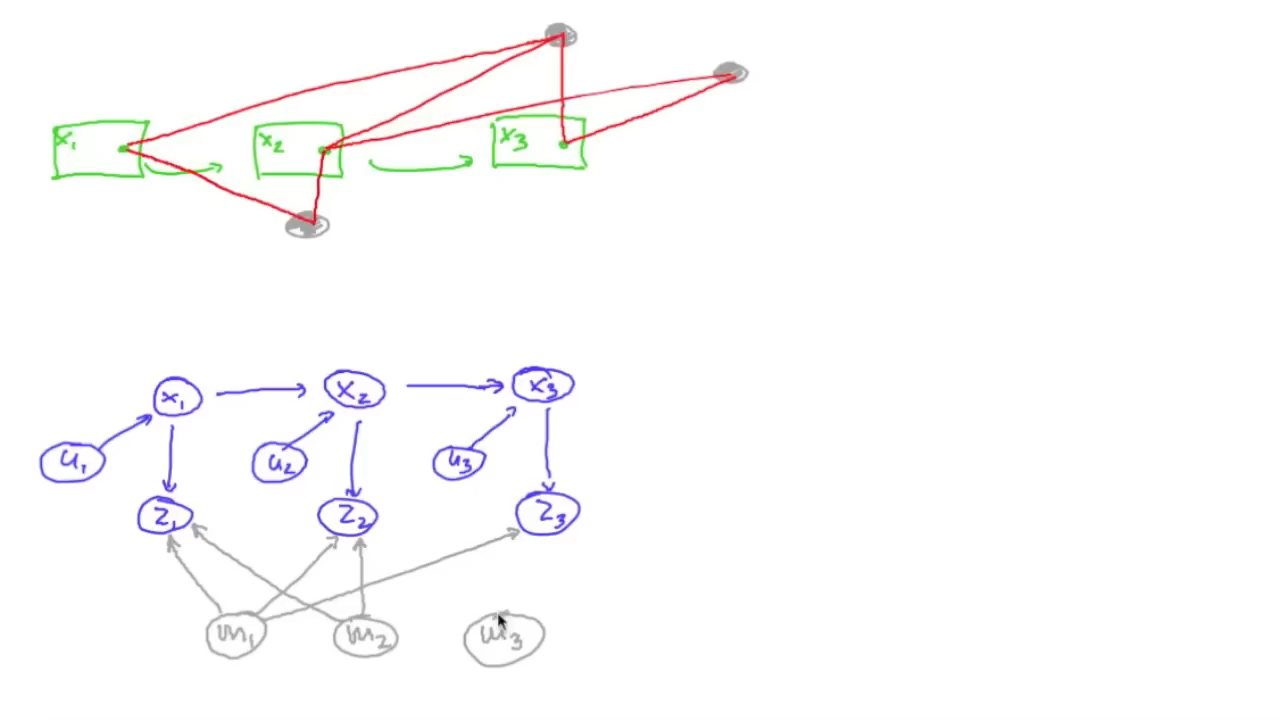 x₁ x₂ x₃
x₁ x₂ x₃
u₁ u₂ u₃
z₁ z₂ z₃
m₁ m₂ m₃